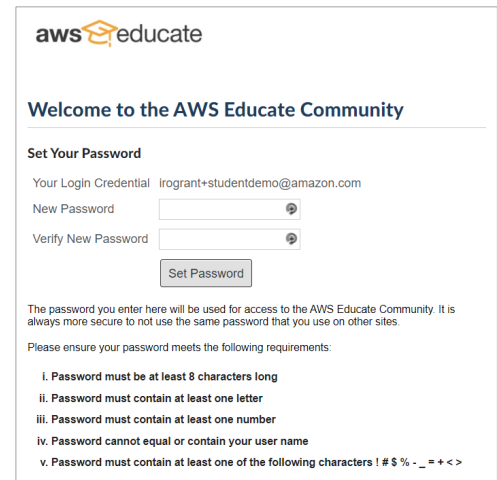 aws educate
Welcome to the AWS Educate Community
Set Your Password
Your Login Credential irogrant+studentdemo@amazon.com
New Password
Verify New Password
Set Password
The password you enter here will be used for access to the AWS Educate Community. It is
always more secure to not use the same password that you use on other sites.
Please ensure your password meets the following requirements:
i. Password must be at least 8 characters long
ii. Password must contain at least one letter
iii. Password must contain at least one number
iv. Password cannot equal or contain your user name
v. Password must contain at least one of the following characters ! # $ % - _ = + < >